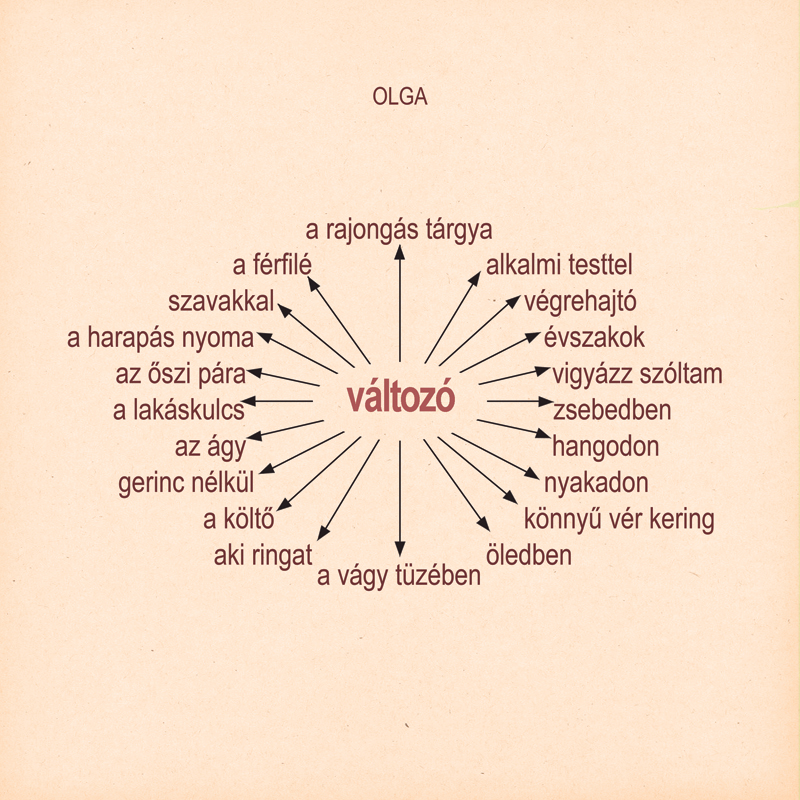 OLGA
a rajongás tárgya
a férfilé
alkalmi testtel
szavakkal
végrehajtó
a harapás nyoma
évszakok
az őszi pára
vigyázz szóltam
változó
a lakáskulcs
zsebedben
az ágy
hangodon
gerinc nélkül
nyakadon
a költő
könnyű vér kering
aki ringat
öledben
a vágy tüzében